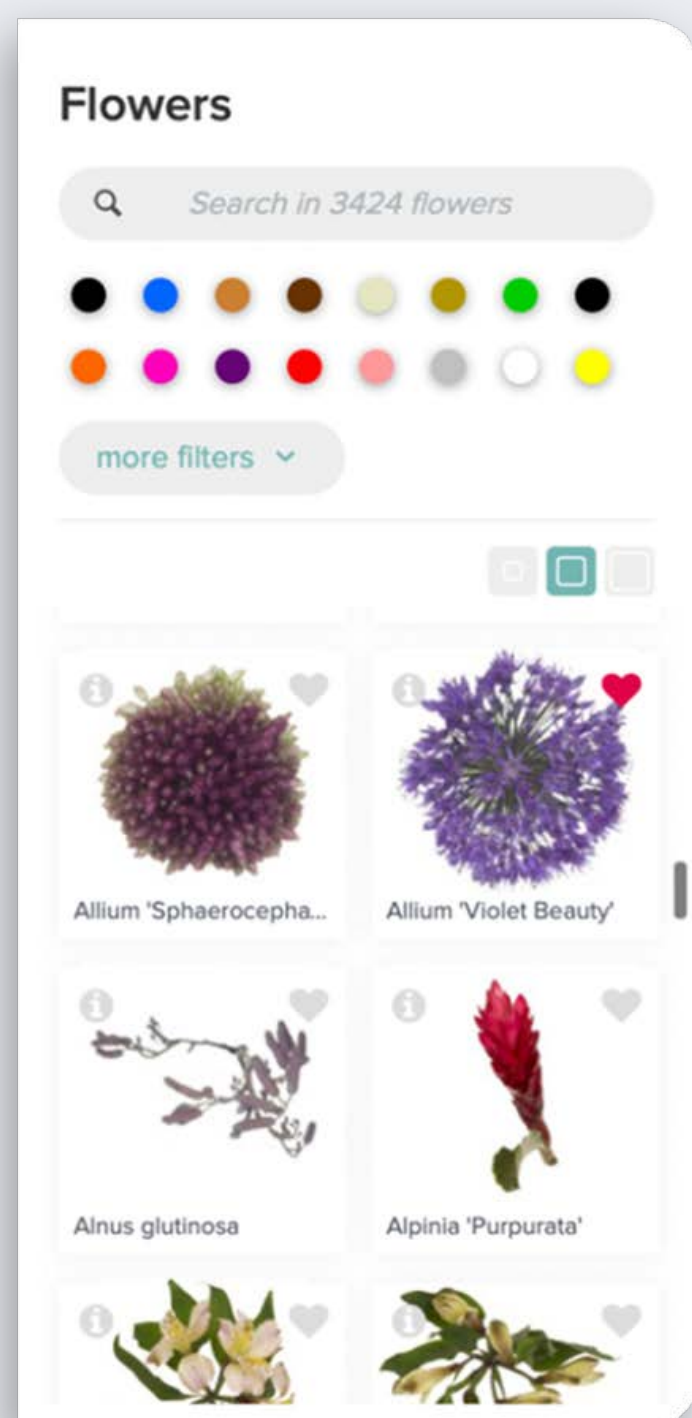 Flowers
Search in 3424 flowers
more filters
Allium 'Sphaerocepha...
Allium 'Violet Beauty'
Alnus glutinosa
Alpinia 'Purpurata'